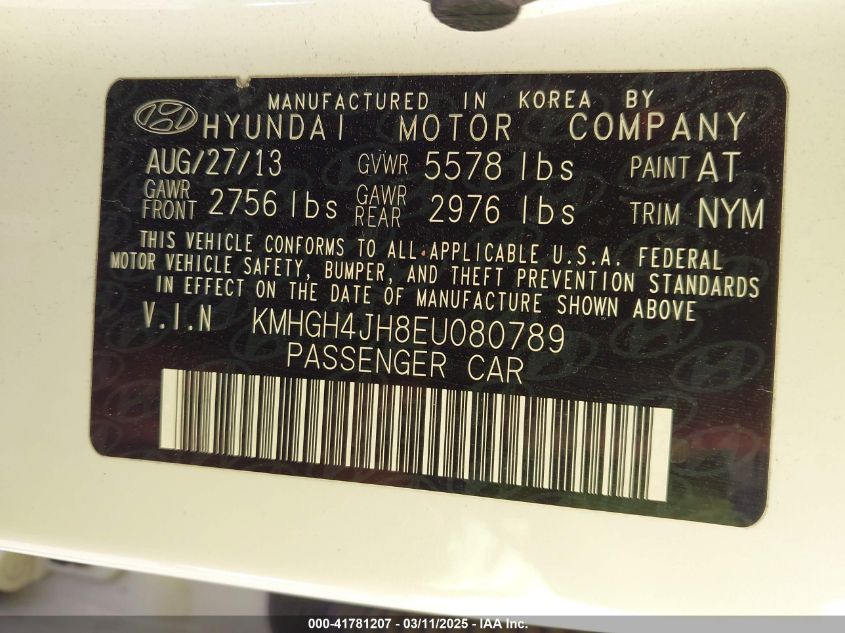 MANUFACTURED IN KOREA BY
HYUNDAI MOTOR COMPANY
AUG/27/13 GVWR 5578 lbs PAINT AT
GAWR FRONT 2756 lbs GAWR REAR 2976 lbs TRIM NYM
THIS VEHICLE CONFORMS TO ALL APPLICABLE U.S.A. FEDERAL
MOTOR VEHICLE SAFETY, BUMPER, AND THEFT PREVENTION STANDARDS
IN EFFECT ON THE DATE OF MANUFACTURE SHOWN ABOVE
V.I.N KMHGH4JH8EU080789
PASSENGER CAR
000-41781207 - 03/11/2025 - IAA Inc.